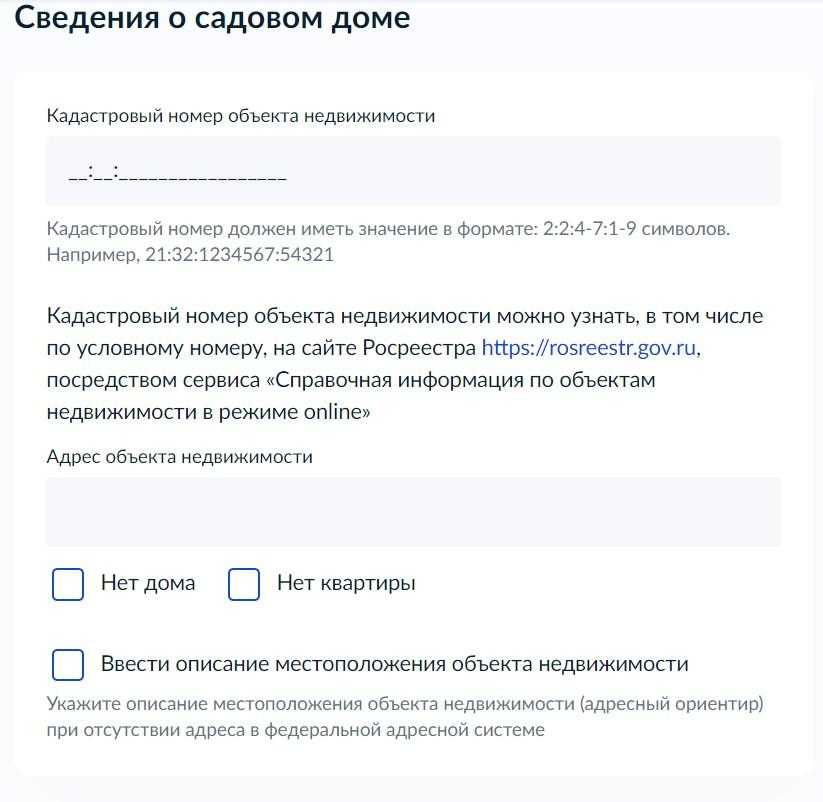 Сведения о садовом доме
Кадастровый номер объекта недвижимости
__:__:_________________
Кадастровый номер должен иметь значение в формате: 2:2:4-7:1-9 символов.
Например, 21:32:1234567:54321
Кадастровый номер объекта недвижимости можно узнать, в том числе
по условному номеру, на сайте Росреестра https://rosreestr.gov.ru,
посредством сервиса «Справочная информация по объектам
недвижимости в режиме online»
Адрес объекта недвижимости
Нет дома Нет квартиры
Ввести описание местоположения объекта недвижимости
Укажите описание местоположения объекта недвижимости (адресный ориентир)
при отсутствии адреса в федеральной адресной системе